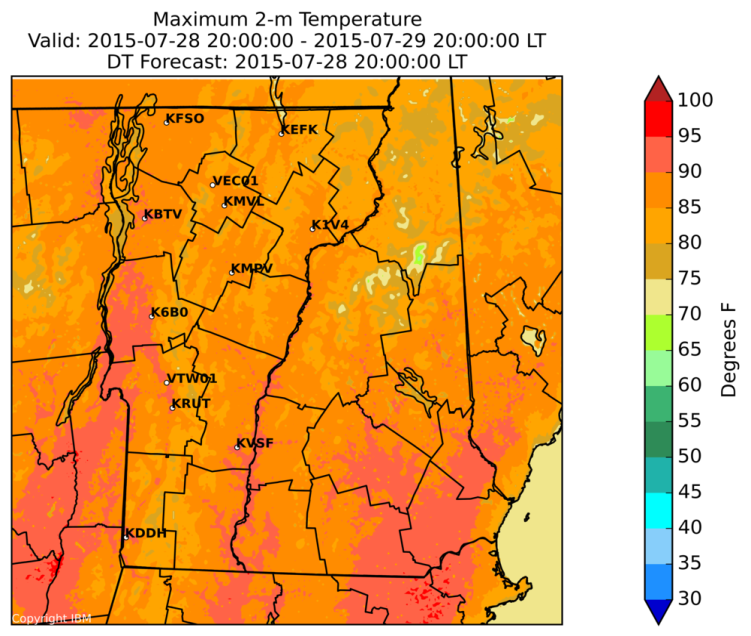 Maximum 2-m Temperature
Valid: 2015-07-28 20:00:00 - 2015-07-29 20:00:00 LT
DT Forecast: 2015-07-28 20:00:00 LT
KFSO
KEFK
VEC01
KMVL
KBTV
K1V4
KMPV
K6B0
VTW01
KRUT
KVSF
KDDH
Copyright IBM
100
95
90
85
80
75
70
65
60
55
50
45
40
35
30
Degrees F